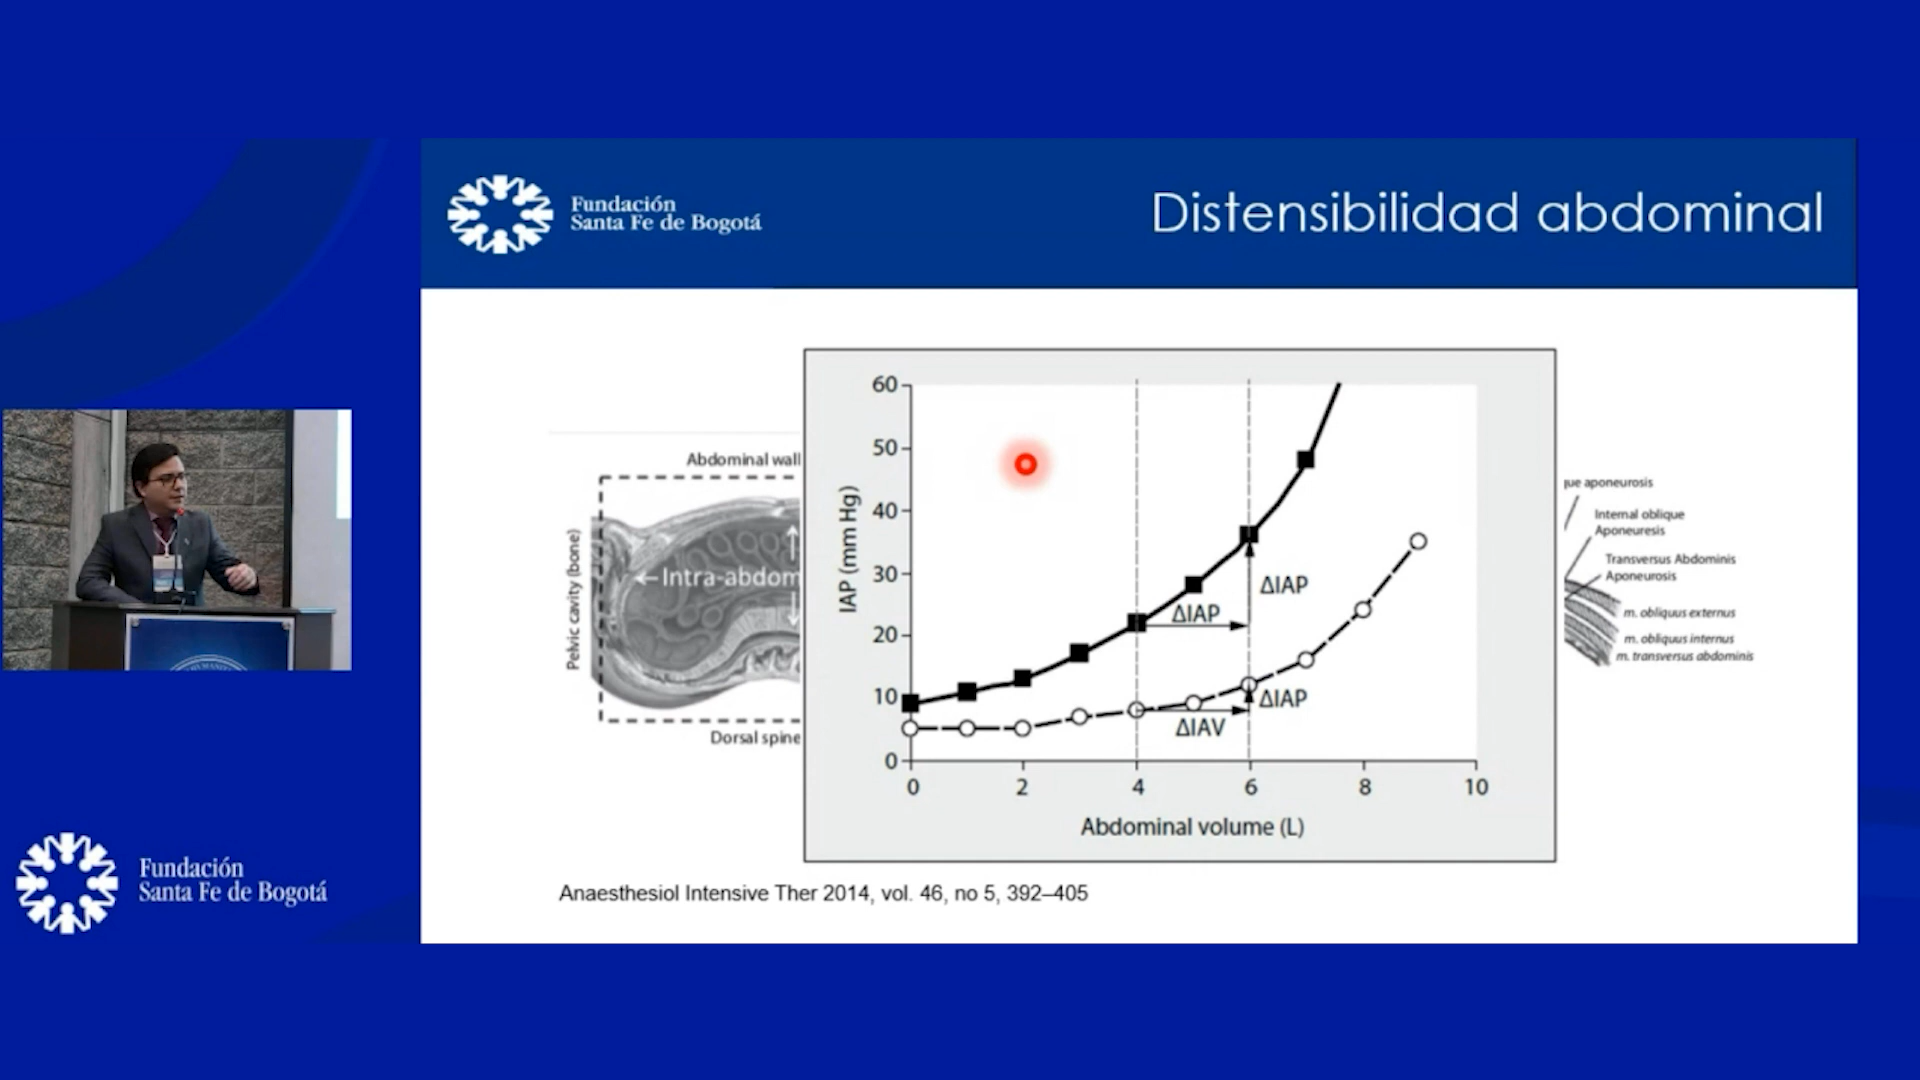 Fundación
Santa Fe de Bogotá
Distensibilidad abdominal
Abdominal wall
Pelvic cavity (bone)
Intra-abdom
Dorsal spine
60
50
40
30
20
10
0
IAP (mm Hg)
ΔIAP
ΔIAP
ΔIAP
ΔIAV
0
2
4
6
8
10
Abdominal volume (L)
que aponeurosis
Internal oblique
Aponeuresis
Transversus Abdominis
Aponeurosis
m. obliquus externus
m. obliquus internus
m. transversus abdominis
Anaesthesiol Intensive Ther 2014, vol. 46, no 5, 392–405
Fundación
Santa Fe de Bogotá